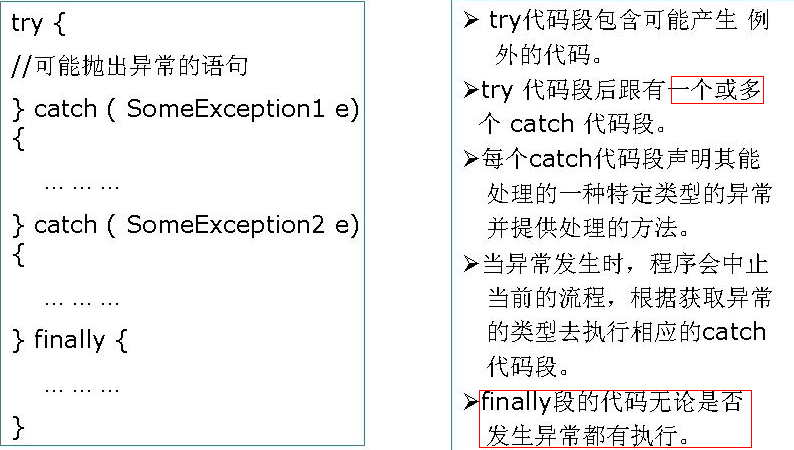 try {
//可能抛出异常的语句
} catch ( SomeException1 e)
{
... ... ...
} catch ( SomeException2 e)
{
... ... ...
} finally {
... ... ...
}
➢ try代码段包含可能产生 例
外的代码。
➢try 代码段后跟有一个或多
个 catch 代码段。
➢每个catch代码段声明其能
处理的一种特定类型的异常
并提供处理的方法。
➢当异常发生时，程序会中止
当前的流程，根据获取异常
的类型去执行相应的catch
代码段。
➢finally段的代码无论是否
发生异常都有执行。